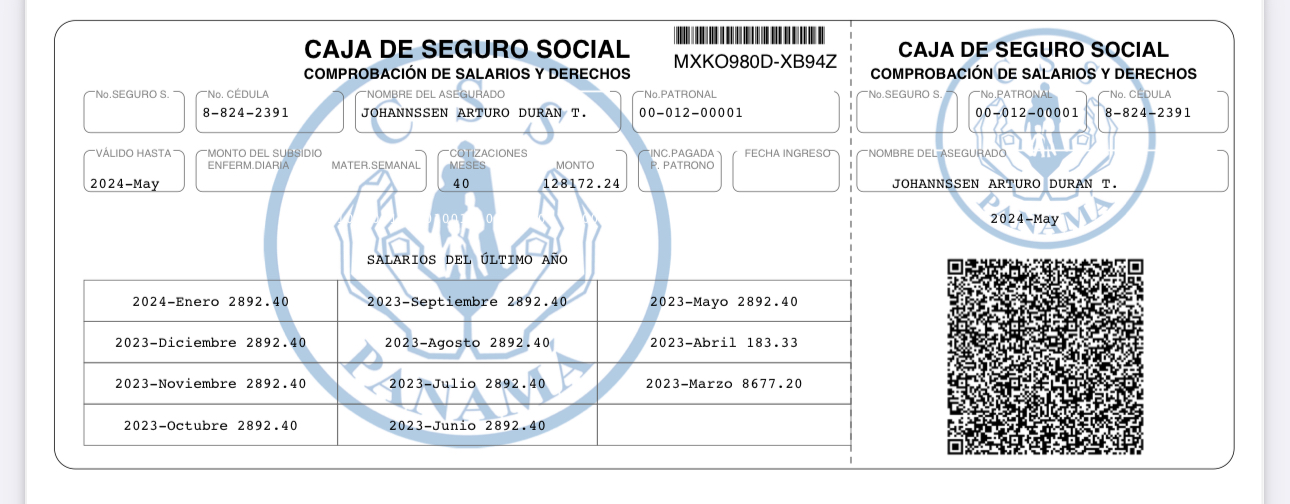 CAJA DE SEGURO SOCIAL
COMPROBACIÓN DE SALARIOS Y DERECHOS
MXKO980D-XB94Z
No.SEGURO S.
No. CÉDULA
8-824-2391
NOMBRE DEL ASEGURADO
JOHANNSSEN ARTURO DURAN T.
No.PATRONAL
00-012-00001
VÁLIDO HASTA
2024-May
MONTO DEL SUBSIDIO
ENFERM.DIARIA MATER.SEMANAL
COTIZACIONES
MESES MONTO
40 128172.24
INC.PAGADA
P. PATRONO
FECHA INGRESO
SALARIOS DEL ÚLTIMO AÑO
2024-Enero 2892.40 2023-Septiembre 2892.40 2023-Mayo 2892.40
2023-Diciembre 2892.40 2023-Agosto 2892.40 2023-Abril 183.33
2023-Noviembre 2892.40 2023-Julio 2892.40 2023-Marzo 8677.20
2023-Octubre 2892.40 2023-Junio 2892.40
CSS
PANAMA
CAJA DE SEGURO SOCIAL
COMPROBACIÓN DE SALARIOS Y DERECHOS
No.SEGURO S.
No.PATRONAL
00-012-00001
No. CÉDULA
8-824-2391
NOMBRE DEL ASEGURADO
JOHANNSSEN ARTURO DURAN T.
2024-May
CSS
PANAMA